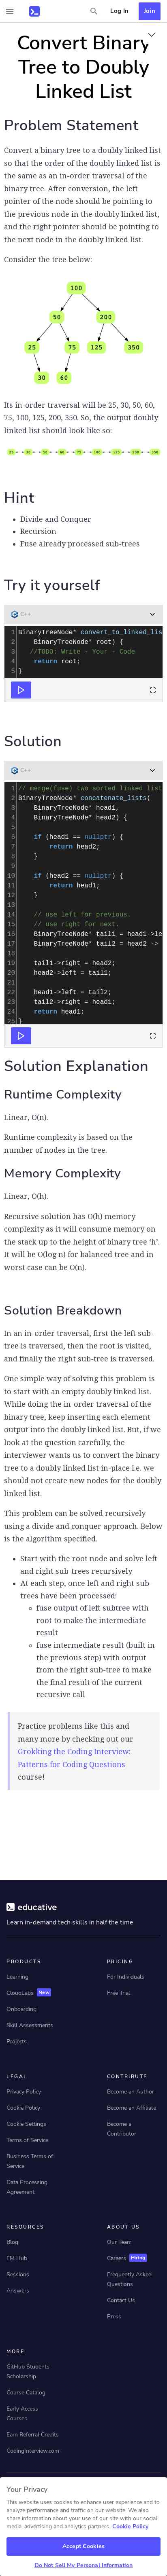 Log In
Join
Convert Binary
Tree to Doubly
Linked List
Problem Statement
Convert a binary tree to a doubly linked list
so that the order of the doubly linked list is
the same as an in-order traversal of the
binary tree. After conversion, the left
pointer of the node should be pointing to
the previous node in the doubly linked list,
and the right pointer should be pointing to
the next node in the doubly linked list.
Consider the tree below:
100
50 200
25 75 125 350
30 60
Its in-order traversal will be 25, 30, 50, 60,
75, 100, 125, 200, 350. So, the output doubly
linked list should look like so:
25 30 50 60 75 100 125 200 350
Hint
• Divide and Conquer
• Recursion
• Fuse already processed sub-trees
Try it yourself
C++
1 BinaryTreeNode* convert_to_linked_lis
2 BinaryTreeNode* root) {
3 //TODO: Write - Your - Code
4 return root;
5 }
Solution
C++
1 // merge(fuse) two sorted linked list
2 BinaryTreeNode* concatenate_lists(
3 BinaryTreeNode* head1,
4 BinaryTreeNode* head2) {
5
6 if (head1 == nullptr) {
7 return head2;
8 }
9
10 if (head2 == nullptr) {
11 return head1;
12 }
13
14 // use left for previous.
15 // use right for next.
16 BinaryTreeNode* tail1 = head1->le
17 BinaryTreeNode* tail2 = head2 ->
18
19 tail1->right = head2;
20 head2->left = tail1;
21
22 head1->left = tail2;
23 tail2->right = head1;
24 return head1;
25 }
Solution Explanation
Runtime Complexity
Linear, O(n).
Runtime complexity is based on the
number of nodes in the tree.
Memory Complexity
Linear, O(h).
Recursive solution has O(h) memory
complexity as it will consume memory on
the stack up to the height of binary tree ‘h’.
It will be O(log n) for balanced tree and in
worst case can be O(n).
Solution Breakdown
In an in-order traversal, first the left sub-
tree is traversed, then the root is visited,
and finally the right sub-tree is traversed.
One simple way of solving this problem is
to start with an empty doubly linked list.
While doing the in-order traversal of the
binary tree, keep inserting each element
output into the doubly linked list. But, if we
look at the question carefully, the
interviewer wants us to convert the binary
tree to a doubly linked list in-place i.e. we
should not create new nodes for the doubly
linked list.
This problem can be solved recursively
using a divide and conquer approach. Below
is the algorithm specified.
• Start with the root node and solve left
and right sub-trees recursively
• At each step, once left and right sub-
trees have been processed:
◦ fuse output of left subtree with
root to make the intermediate
result
◦ fuse intermediate result (built in
the previous step) with output
from the right sub-tree to make
the final result of the current
recursive call
Practice problems like this and
many more by checking out our
Grokking the Coding Interview:
Patterns for Coding Questions
course!
educative
Learn in-demand tech skills in half the time
PRODUCTS
Learning
CloudLabs New
Onboarding
Skill Assessments
Projects
PRICING
For Individuals
Free Trial
LEGAL
Privacy Policy
Cookie Policy
Cookie Settings
Terms of Service
Business Terms of
Service
Data Processing
Agreement
CONTRIBUTE
Become an Author
Become an Affiliate
Become a
Contributor
RESOURCES
Blog
EM Hub
Sessions
Answers
ABOUT US
Our Team
Careers Hiring
Frequently Asked
Questions
Contact Us
Press
MORE
GitHub Students
Scholarship
Course Catalog
Early Access
Courses
Earn Referral Credits
CodingInterview.com
Your Privacy
We use cookies to enhance your website experience and to
analyze performance and traffic on our website. We also
share information about your use of our site with our social
media, advertising and analytics partners. Cookie Policy
Accept Cookies
Do Not Sell My Personal Information